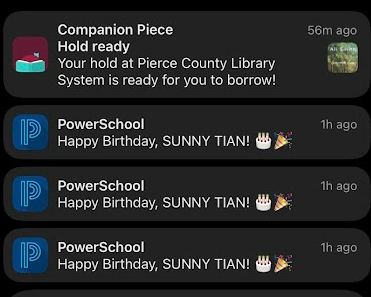 Companion Piece
56m ago
Hold ready
Your hold at Pierce County Library
System is ready for you to borrow!
PowerSchool
1h ago
Happy Birthday, SUNNY TIAN! 🎂🎉
PowerSchool
1h ago
Happy Birthday, SUNNY TIAN! 🎂🎉
PowerSchool
1h ago
Happy Birthday, SUNNY TIAN! 🎂🎉